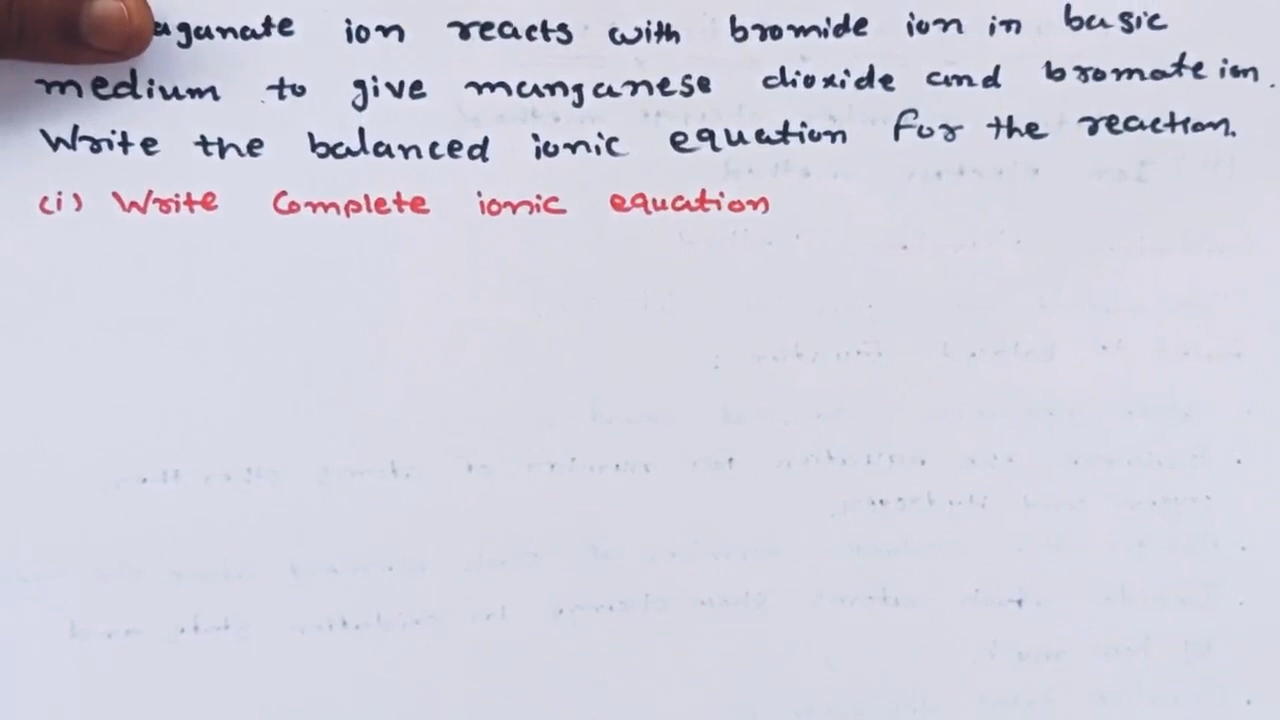 aganate ion reacts with bromide ion in basic
medium to give manganese dioxide and bromate ion.
Write the balanced ionic equation for the reaction.
(i) Write Complete ionic equation